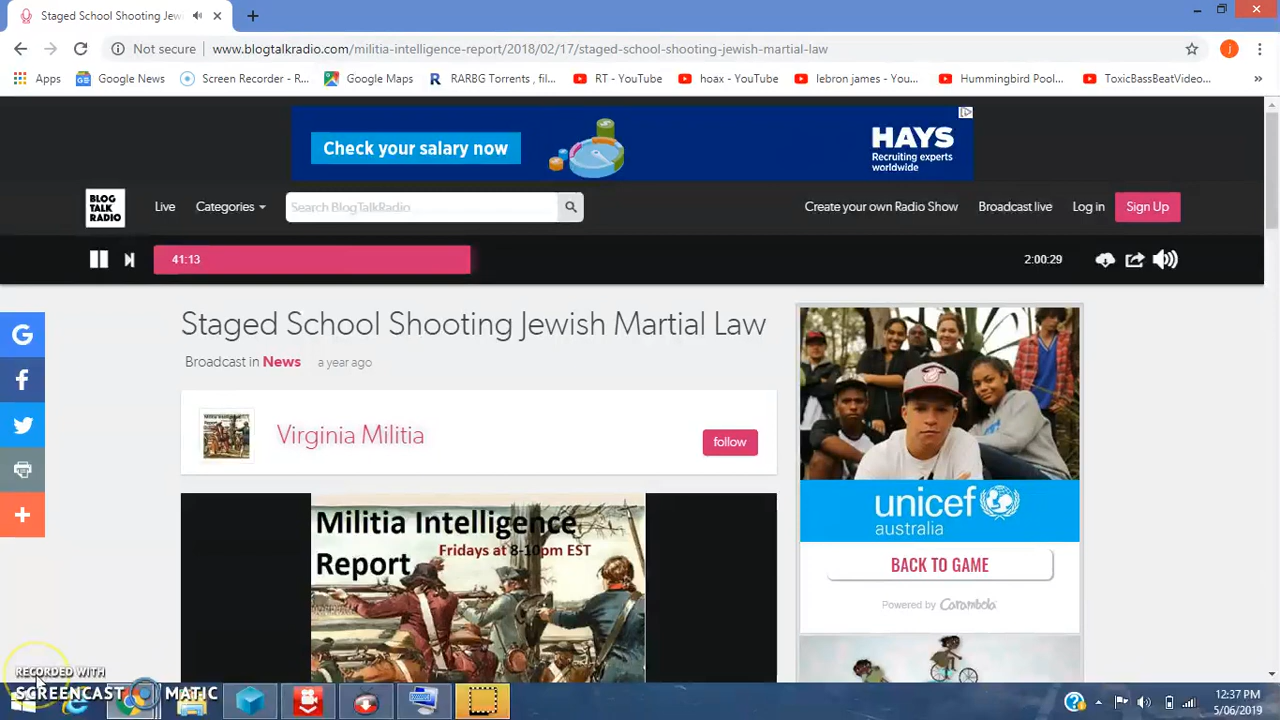 Staged School Shooting Jew
Not secure www.blogtalkradio.com/militia-intelligence-report/2018/02/17/staged-school-shooting-jewish-martial-law
j
Apps Google News Screen Recorder - R... Google Maps RARBG Torrents , fil... RT - YouTube hoax - YouTube lebron james - You... Hummingbird Pool... ToxicBassBeatVideo... »
Check your salary now
HAYS
Recruiting experts
worldwide
BLOG
TALK
RADIO
Live Categories Search BlogTalkRadio Create your own Radio Show Broadcast live Log in Sign Up
41:13 2:00:29
Staged School Shooting Jewish Martial Law
Broadcast in News a year ago
Virginia Militia
follow
Militia Intelligence
Report
Fridays at 8-10pm EST
unicef
australia
BACK TO GAME
Powered by Carambola
RECORDED WITH
SCREENCAST MATIC
12:37 PM
5/06/2019